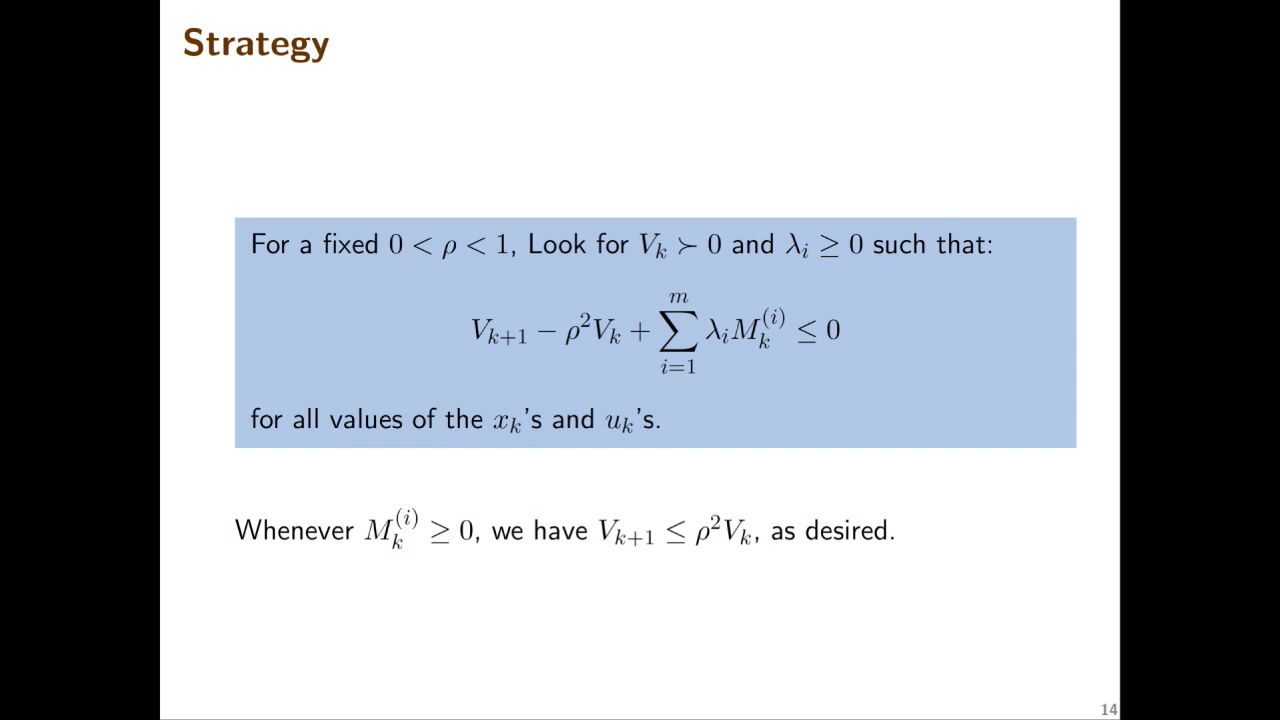 Strategy
For a fixed 0 < ρ < 1, Look for V_k ≻ 0 and λ_i ≥ 0 such that:
V_{k+1} − ρ^2 V_k + \sum_{i=1}^{m} λ_i M_k^{(i)} ≤ 0
for all values of the x_k's and u_k's.
Whenever M_k^{(i)} ≥ 0, we have V_{k+1} ≤ ρ^2 V_k, as desired.
14